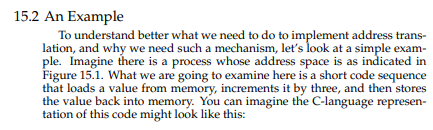 15.2 An Example
To understand better what we need to do to implement address trans-
lation, and why we need such a mechanism, let's look at a simple exam-
ple. Imagine there is a process whose address space is as indicated in
Figure 15.1. What we are going to examine here is a short code sequence
that loads a value from memory, increments it by three, and then stores
the value back into memory. You can imagine the C-language represen-
tation of this code might look like this: